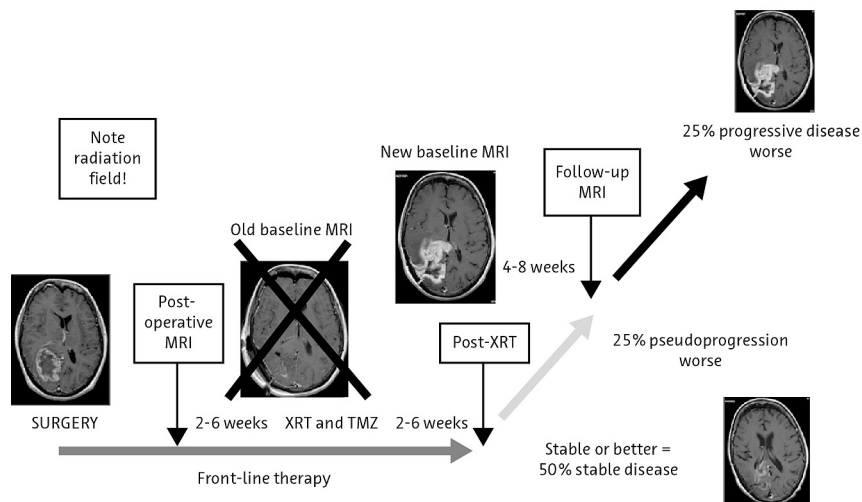 Note
radiation
field!
Old baseline MRI
New baseline MRI
Follow-up
MRI
25% progressive disease
worse
4-8 weeks
Post-
operative
MRI
Post-XRT
25% pseudoprogression
worse
SURGERY
2-6 weeks
XRT and TMZ
2-6 weeks
Stable or better =
50% stable disease
Front-line therapy